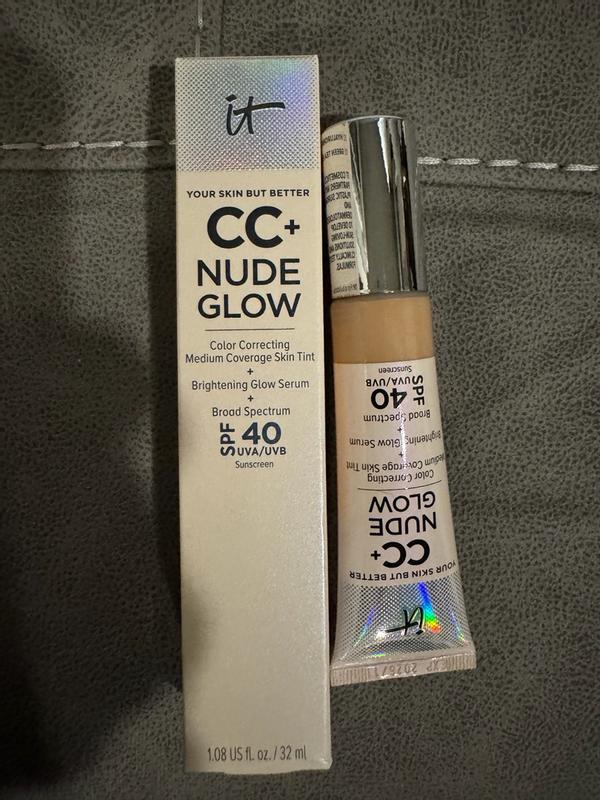 it
YOUR SKIN BUT BETTER
CC+
NUDE
GLOW
Color Correcting
Medium Coverage Skin Tint
+
Brightening Glow Serum
+
Broad Spectrum
SPF 40
UVA/UVB
Sunscreen
1.08 US fl. oz. / 32 ml
it
YOUR SKIN BUT BETTER
CC+
NUDE
GLOW
Color Correcting
Medium Coverage Skin Tint
+
Brightening Glow Serum
+
Broad Spectrum
SPF 40
UVA/UVB
Sunscreen